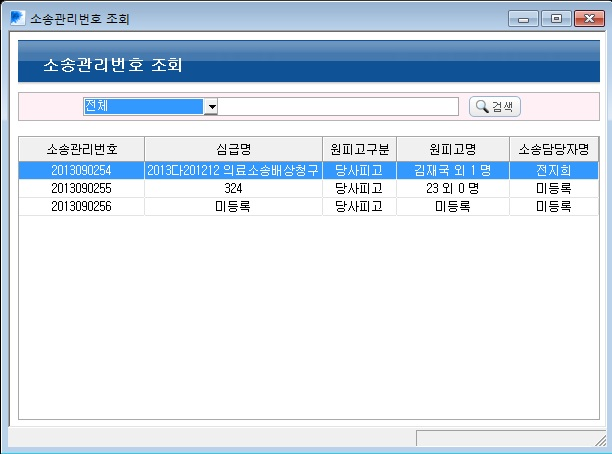 소송관리번호 조회
소송관리번호 조회
전체 검색
소송관리번호 심급명 원피고구분 원피고명 소송담당자명
2013090254 2013다201212 의료소송배상청구 당사피고 김재국 외 1 명 전지희
2013090255 324 당사피고 23 외 0 명 미등록
2013090256 미등록 당사피고 미등록 미등록